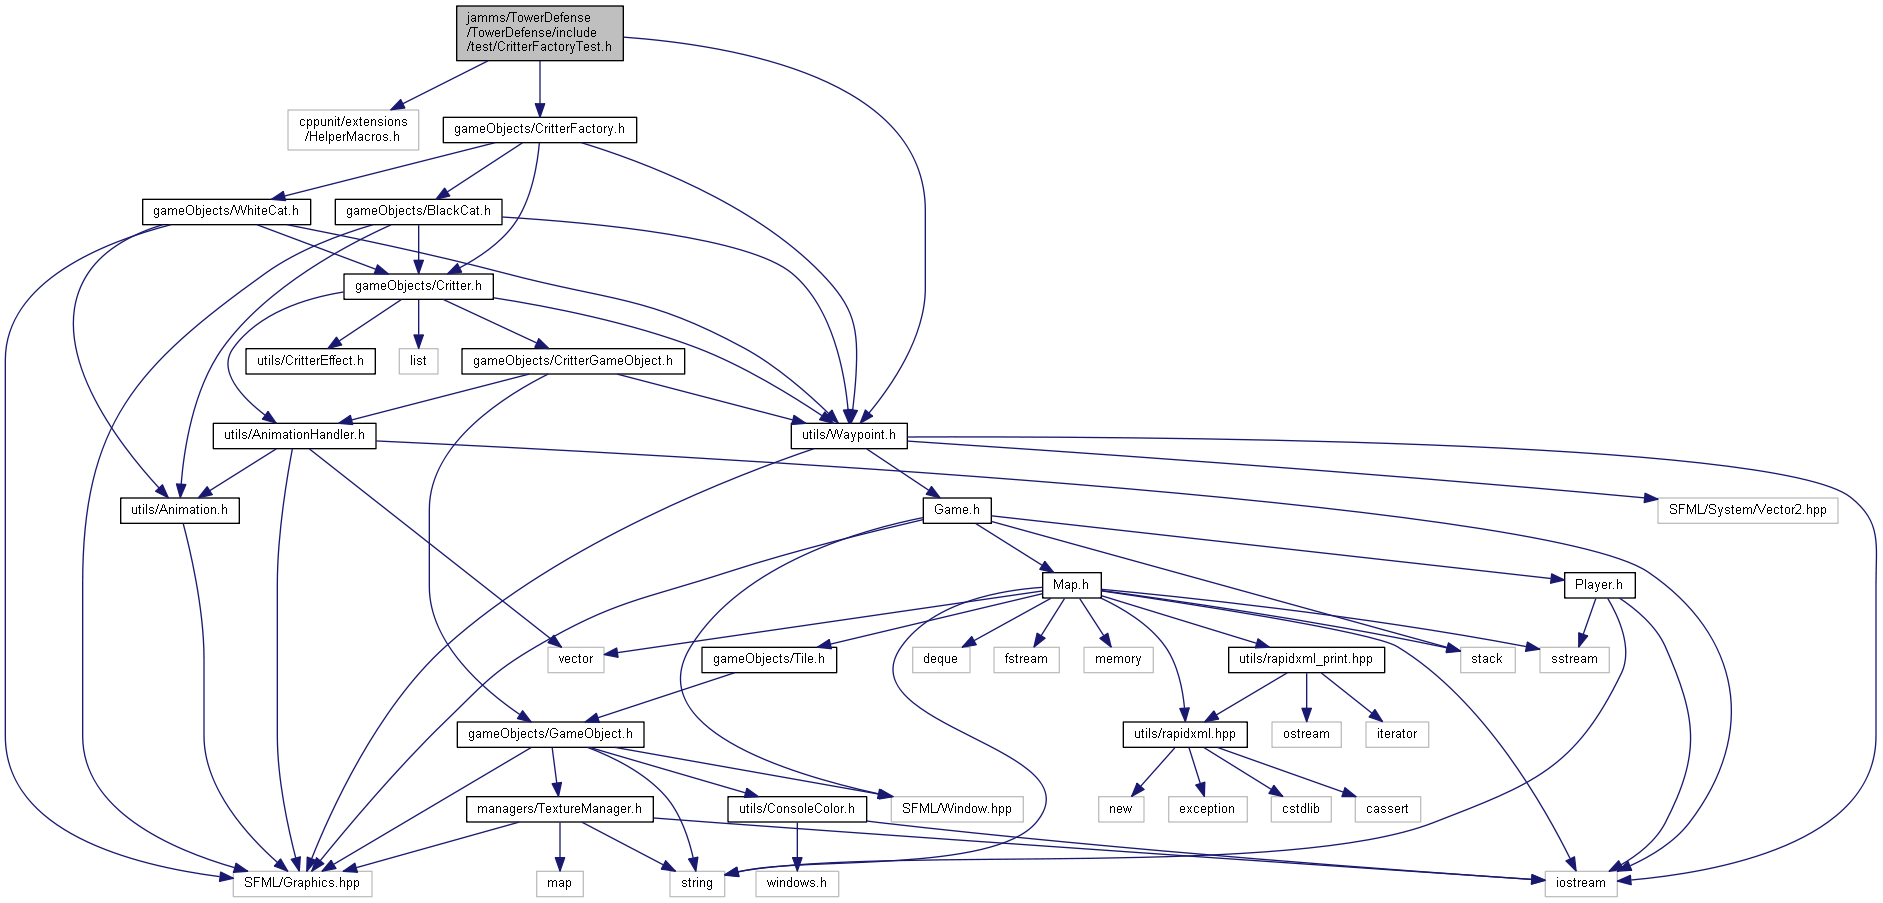 jamms/TowerDefense
/TowerDefense/include
/test/CritterFactoryTest.h
cppunit/extensions
/HelperMacros.h
gameObjects/CritterFactory.h
gameObjects/WhiteCat.h
gameObjects/BlackCat.h
gameObjects/Critter.h
utils/CritterEffect.h
list
gameObjects/CritterGameObject.h
utils/AnimationHandler.h
utils/Waypoint.h
utils/Animation.h
Game.h
SFML/System/Vector2.hpp
Map.h
Player.h
vector
gameObjects/Tile.h
deque
fstream
memory
utils/rapidxml_print.hpp
stack
sstream
gameObjects/GameObject.h
utils/rapidxml.hpp
ostream
iterator
managers/TextureManager.h
utils/ConsoleColor.h
SFML/Window.hpp
new
exception
cstdlib
cassert
SFML/Graphics.hpp
map
string
windows.h
iostream